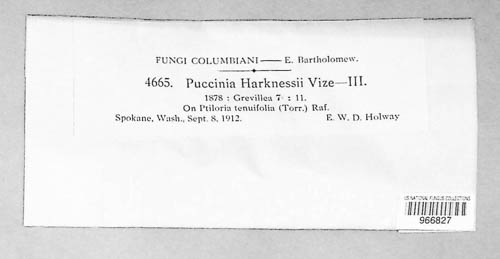 FUNGI COLUMBIANI — E. Bartholomew.
4665. Puccinia Harknessii Vize—III.
1878 : Grevillea 7 : 11.
On Ptiloria tenuifolia (Torr.) Raf.
Spokane, Wash., Sept. 8, 1912. E. W. D. Holway
US NATIONAL FUNGUS COLLECTIONS
966827